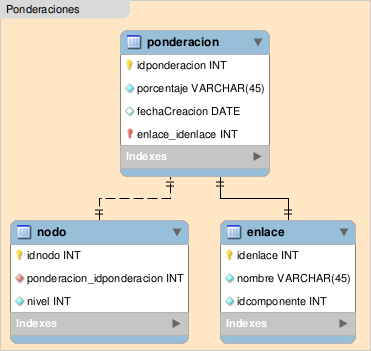 Ponderaciones
ponderacion
idponderacion INT
porcentaje VARCHAR(45)
fechaCreacion DATE
enlace_idenlace INT
Indexes
nodo
idnodo INT
ponderacion_idponderacion INT
nivel INT
Indexes
enlace
idenlace INT
nombre VARCHAR(45)
idcomponente INT
Indexes